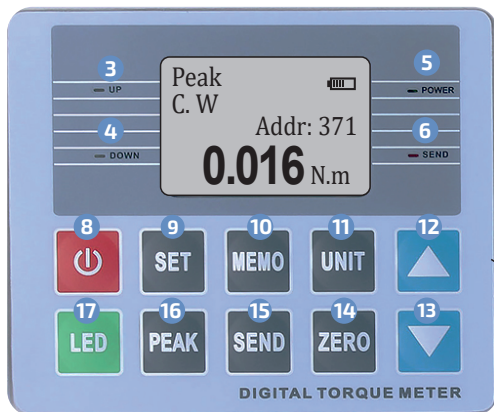 3
UP
4
DOWN
Peak
C. W
Addr: 371
0.016 N.m
5
POWER
6
SEND
8
9
10
11
12
SET
MEMO
UNIT
17
16
15
14
13
LED
PEAK
SEND
ZERO
DIGITAL TORQUE METER